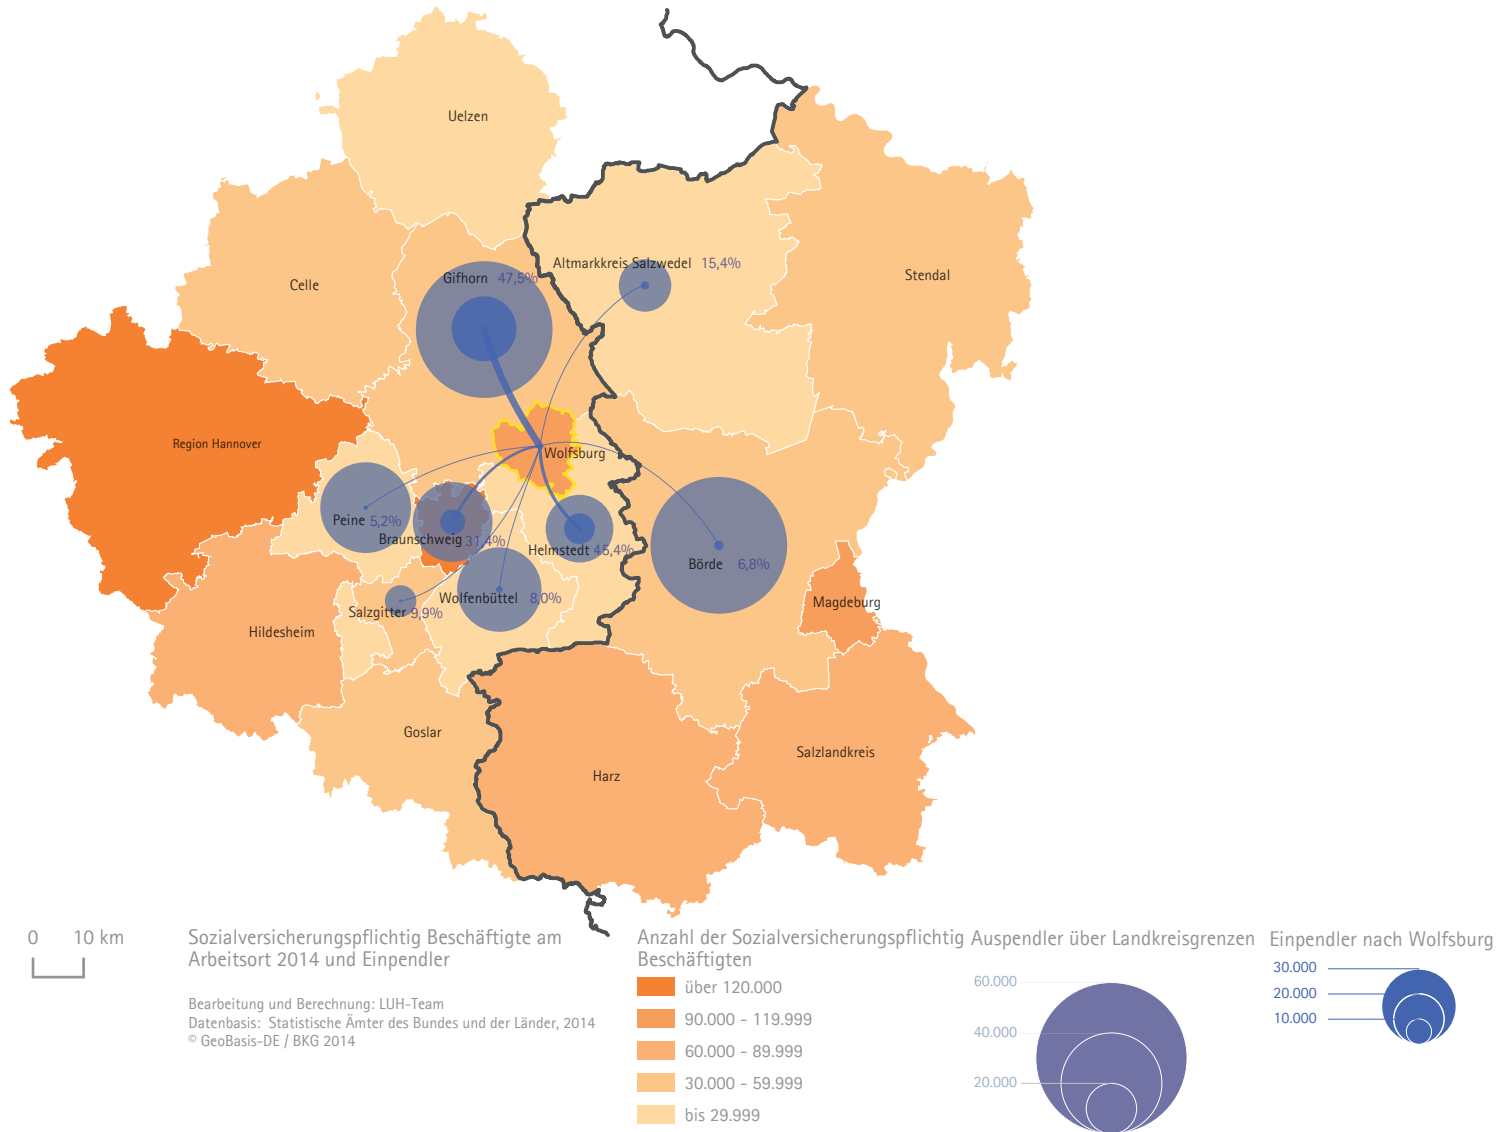 Uelzen
Altmarkkreis Salzwedel 15,4%
Stendal
Gifhorn 47,5%
Celle
Region Hannover
Wolfsburg
Peine 5,2%
Braunschweig 31,4%
Helmstedt 45,4%
Börde 6,8%
Wolfenbüttel 8,0%
Magdeburg
Salzgitter 9,9%
Hildesheim
Goslar
Salzlandkreis
Harz
0 10 km
Sozialversicherungspflichtig Beschäftigte am
Arbeitsort 2014 und Einpendler
Bearbeitung und Berechnung: LUH-Team
Datenbasis: Statistische Ämter des Bundes und der Länder, 2014
© GeoBasis-DE / BKG 2014
Anzahl der Sozialversicherungspflichtig
Beschäftigten
über 120.000
90.000 - 119.999
60.000 - 89.999
30.000 - 59.999
bis 29.999
Auspendler über Landkreisgrenzen
60.000
40.000
20.000
Einpendler nach Wolfsburg
30.000
20.000
10.000